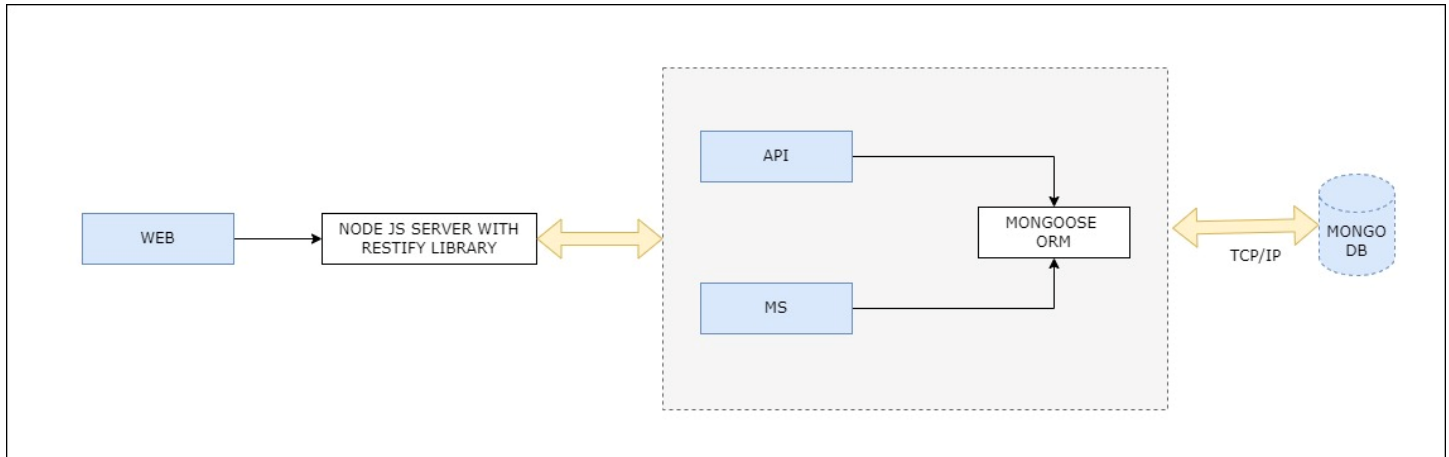 WEB
NODE JS SERVER WITH
RESTIFY LIBRARY
API
MS
MONGOOSE
ORM
TCP/IP
MONGO
DB